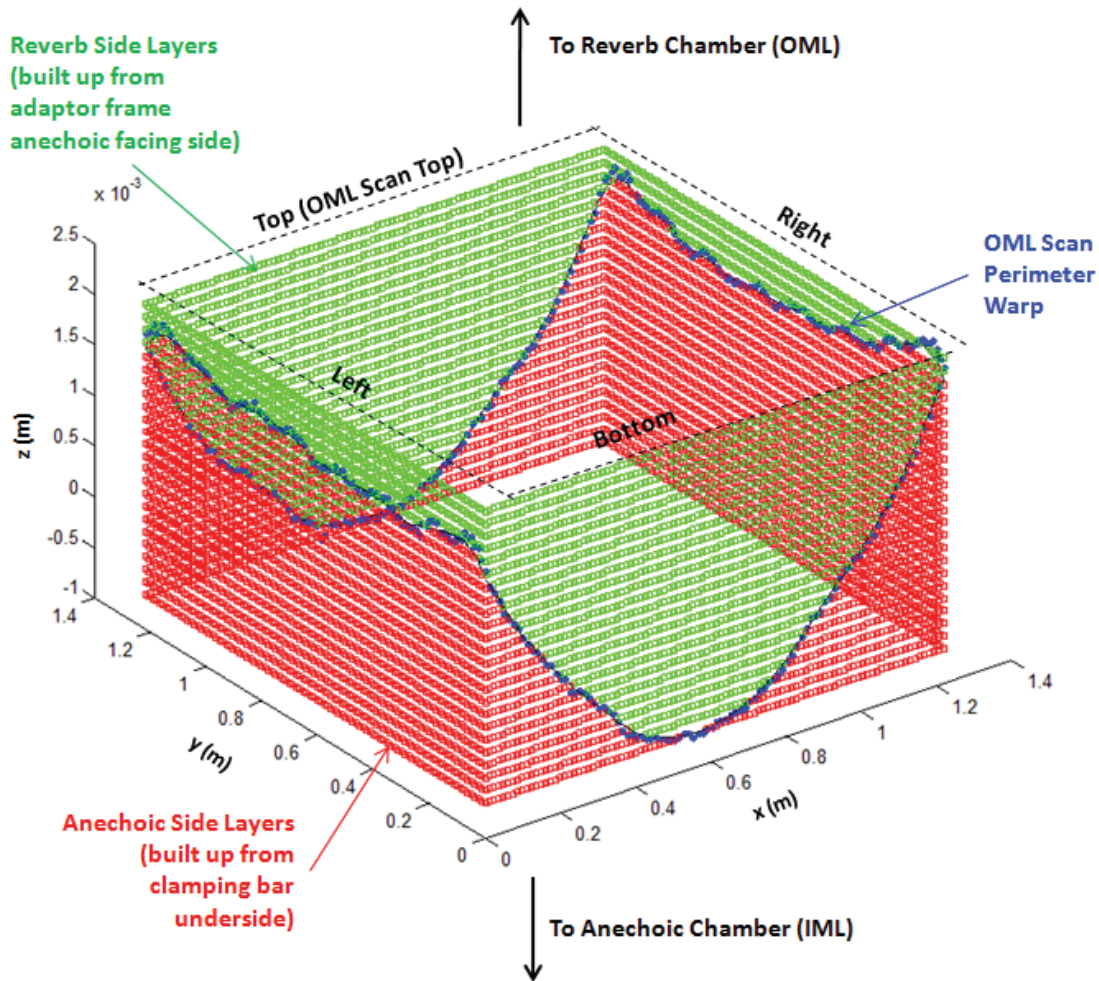 To Reverb Chamber (OML)
Reverb Side Layers
(built up from
adaptor frame
anechoic facing side)
Top (OML Scan Top)
Right
OML Scan
Perimeter
Warp
Left
Bottom
x 10⁻³
2.5
2
1.5
1
0.5
0
-0.5
-1
z (m)
1.4
1.2
1
0.8
0.6
0.4
0.2
0
y (m)
0
0.2
0.4
0.6
0.8
1
1.2
1.4
x (m)
Anechoic Side Layers
(built up from
clamping bar
underside)
To Anechoic Chamber (IML)